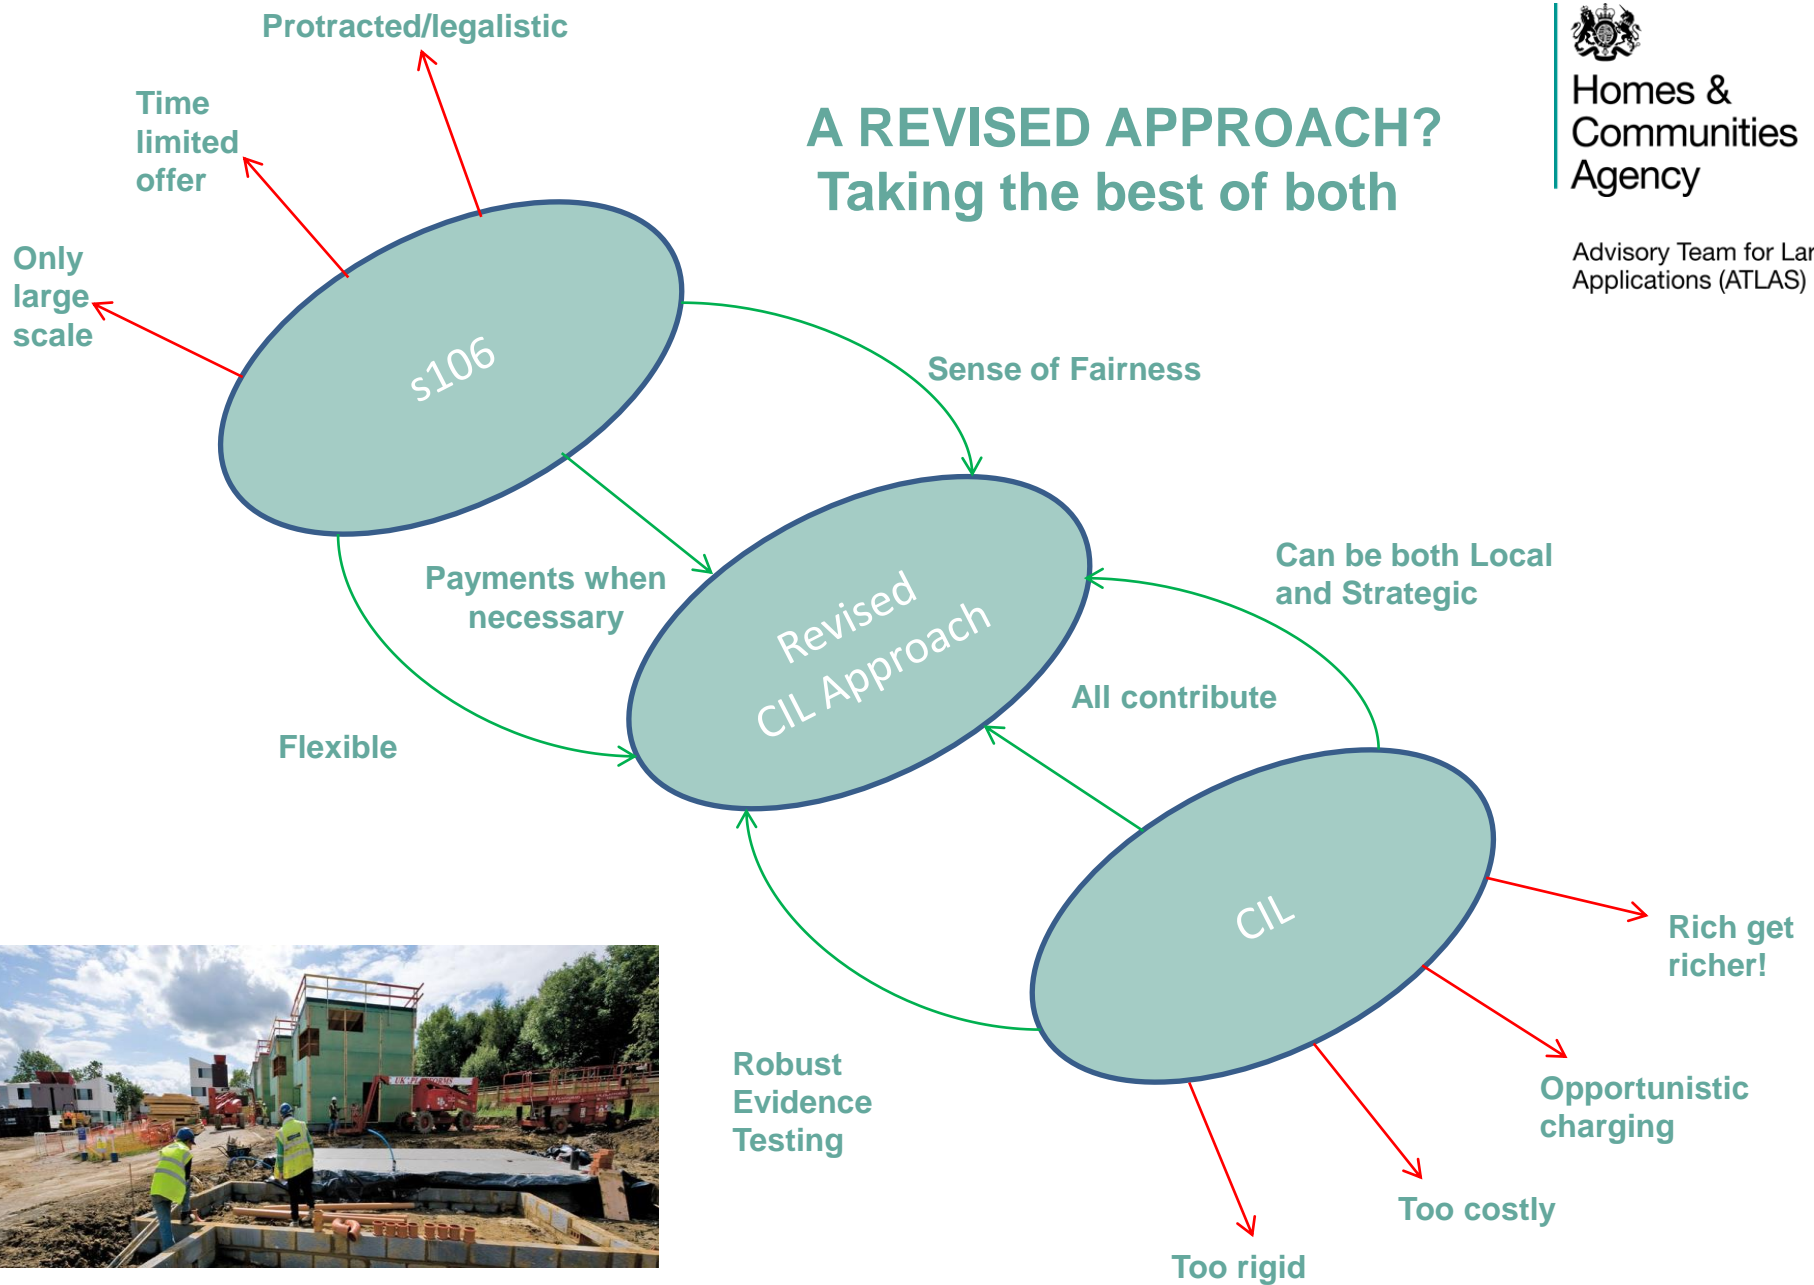 Protracted/legalistic
Time
limited
offer
Only
large
scale
A REVISED APPROACH?
Taking the best of both
Homes &
Communities
Agency
Advisory Team for Lar
Applications (ATLAS)
s106
Sense of Fairness
Payments when
necessary
Flexible
Revised
CIL Approach
Can be both Local
and Strategic
All contribute
CIL
Robust
Evidence
Testing
Rich get
richer!
Opportunistic
charging
Too costly
Too rigid